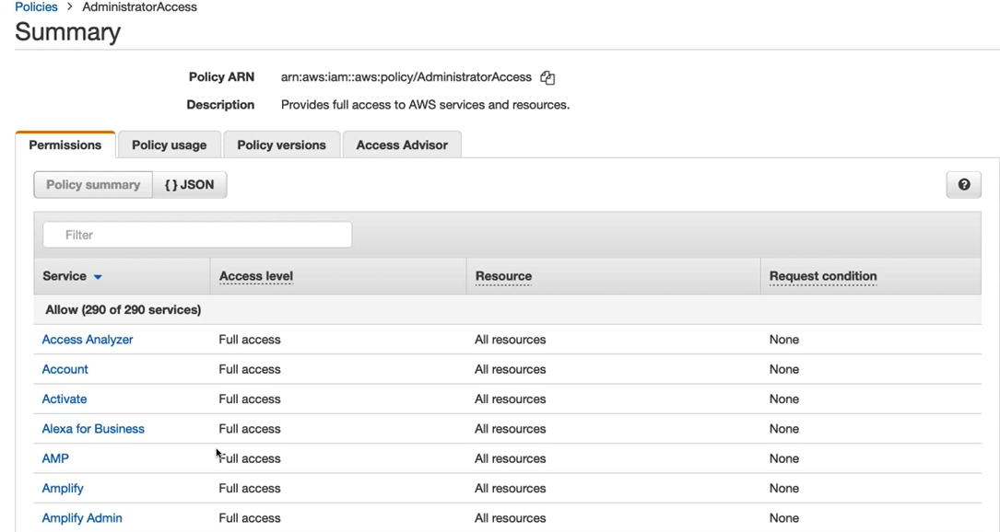 Policies > AdministratorAccess
Summary
Policy ARN arn:aws:iam::aws:policy/AdministratorAccess
Description Provides full access to AWS services and resources.
Permissions Policy usage Policy versions Access Advisor
Policy summary { } JSON ?
Filter
Service Access level Resource Request condition
Allow (290 of 290 services)
Access Analyzer Full access All resources None
Account Full access All resources None
Activate Full access All resources None
Alexa for Business Full access All resources None
AMP Full access All resources None
Amplify Full access All resources None
Amplify Admin Full access All resources None